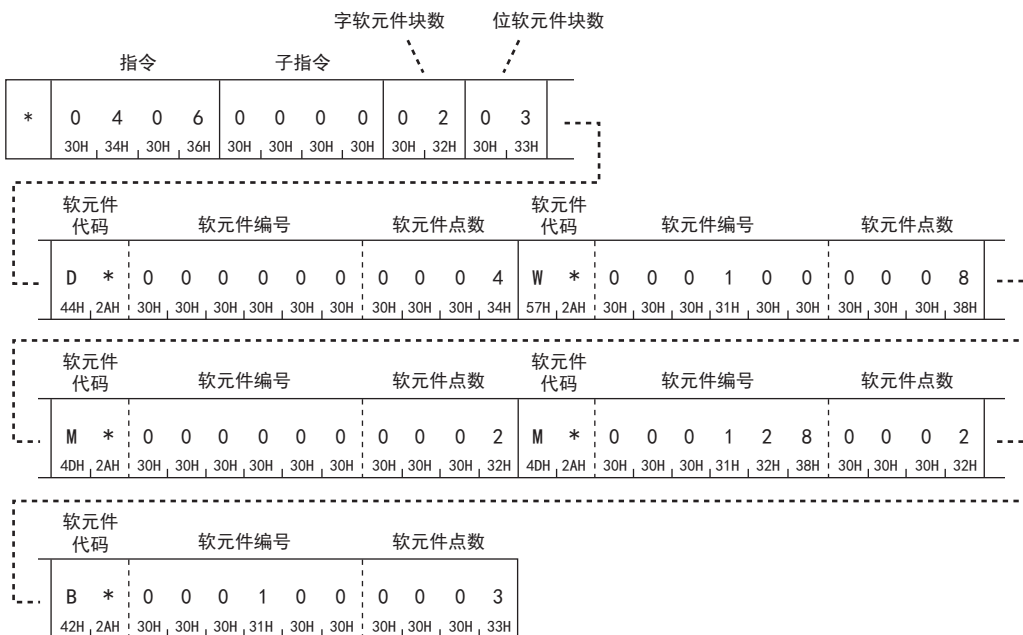 字软元件块数 位软元件块数
指令 子指令
* 0 4 0 6 0 0 0 0 0 2 0 3
30H 34H 30H 36H 30H 30H 30H 30H 30H 32H 30H 33H
软元件 软元件
代码 软元件编号 软元件点数 代码 软元件编号 软元件点数
D * 0 0 0 0 0 0 0 0 0 4 W * 0 0 0 1 0 0 0 0 0 8
44H 2AH 30H 30H 30H 30H 30H 30H 30H 30H 30H 34H 57H 2AH 30H 30H 30H 31H 30H 30H 30H 30H 30H 38H
软元件 软元件
代码 软元件编号 软元件点数 代码 软元件编号 软元件点数
M * 0 0 0 0 0 0 0 0 0 2 M * 0 0 0 1 2 8 0 0 0 2
4DH 2AH 30H 30H 30H 30H 30H 30H 30H 30H 30H 32H 4DH 2AH 30H 30H 30H 31H 32H 38H 30H 30H 30H 32H
软元件
代码 软元件编号 软元件点数
B * 0 0 0 1 0 0 0 0 0 3
42H 2AH 30H 30H 30H 31H 30H 30H 30H 30H 30H 33H